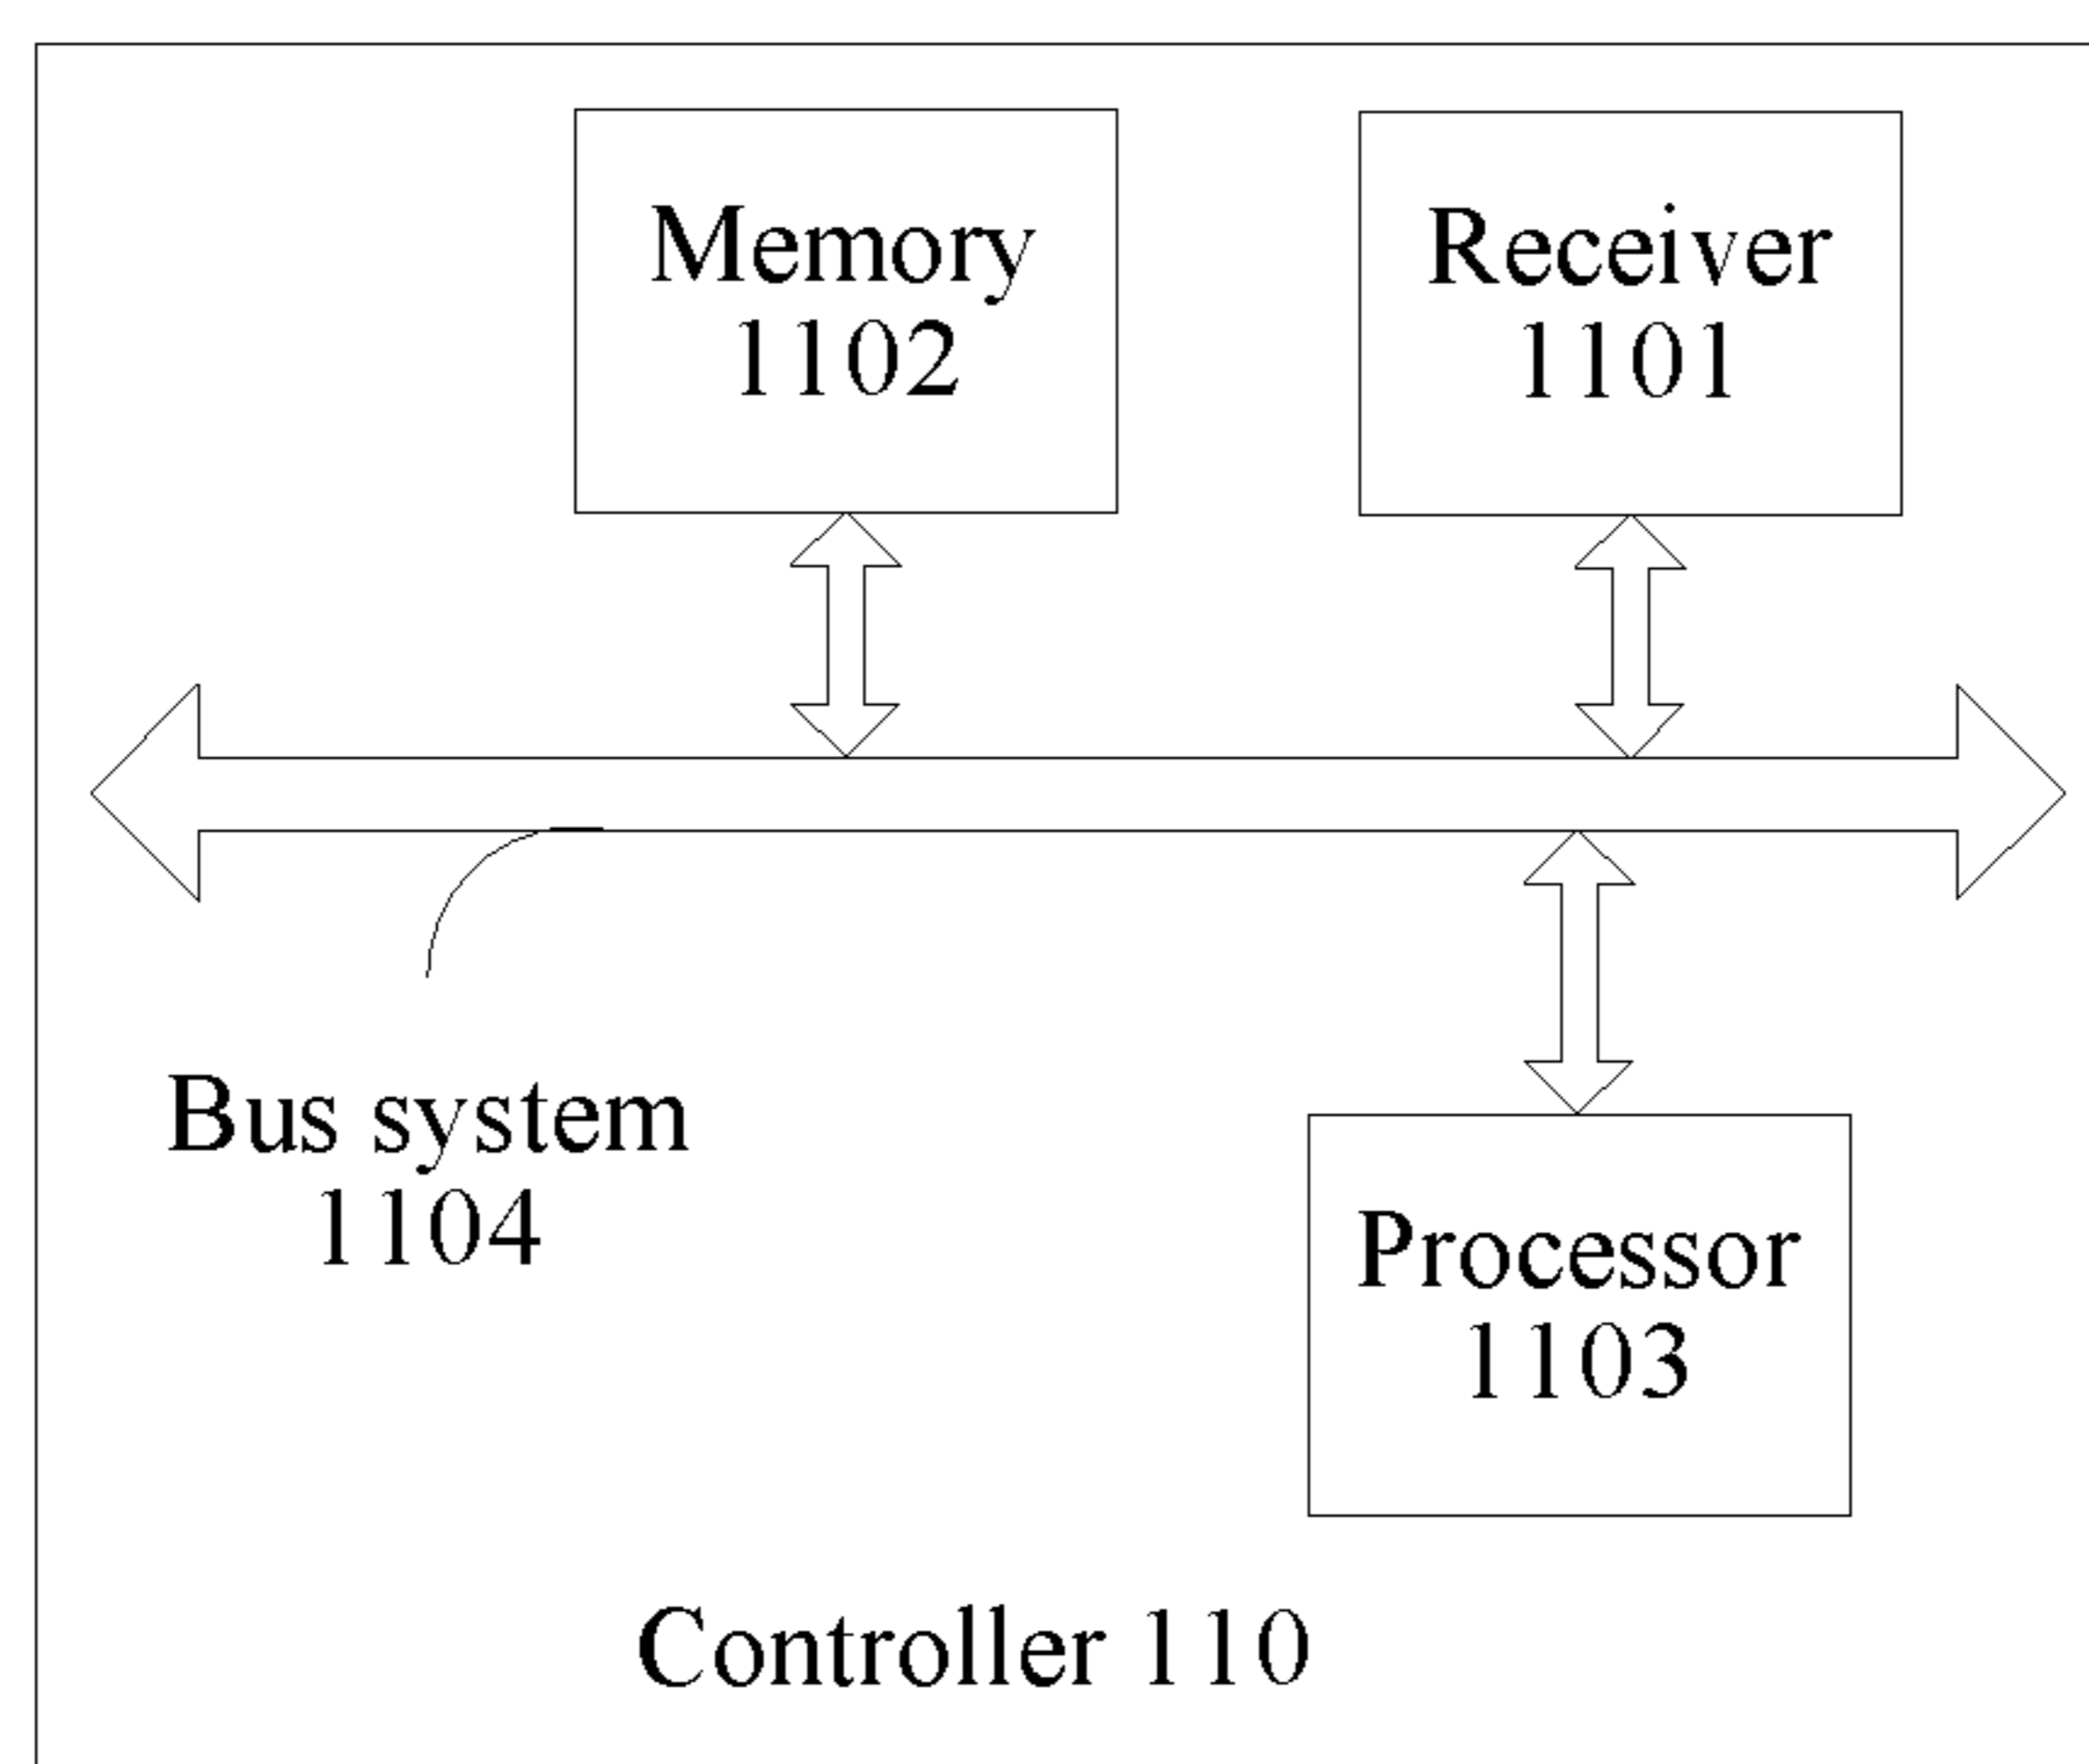 Memory
1102
Receiver
1101
Bus system
1104
Processor
1103
Controller 110